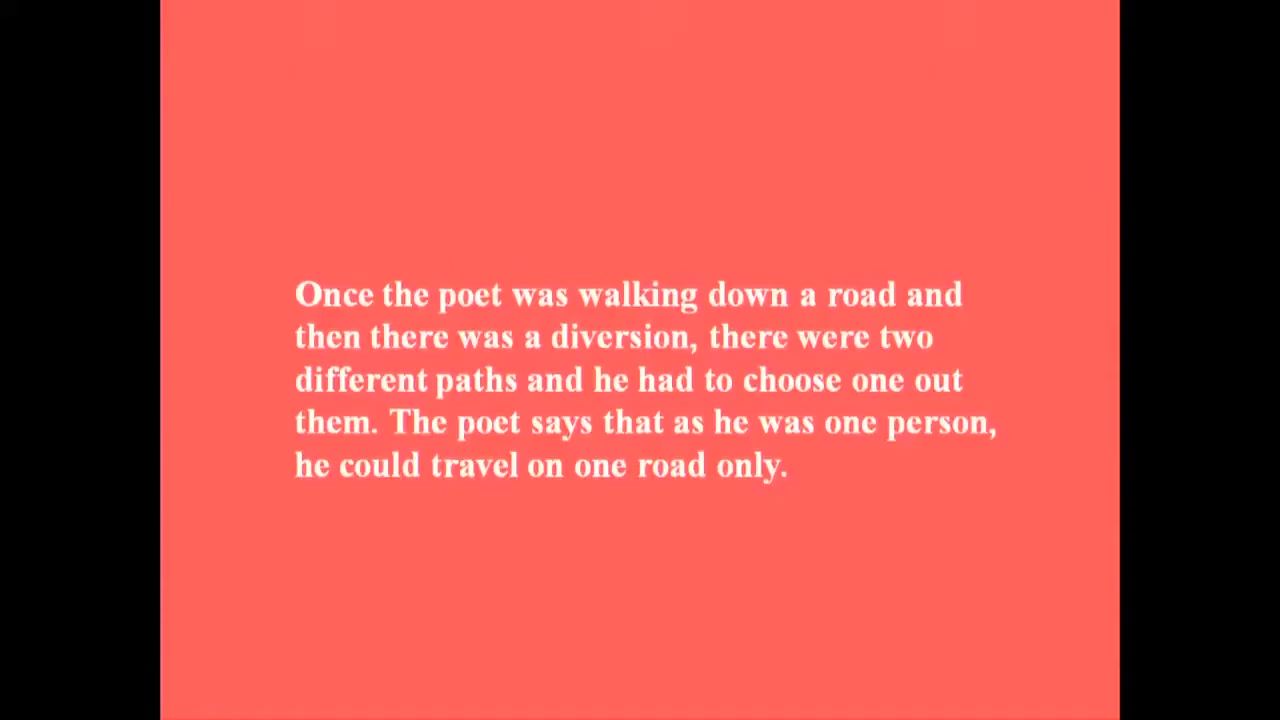 Once the poet was walking down a road and
then there was a diversion, there were two
different paths and he had to choose one out
them. The poet says that as he was one person,
he could travel on one road only.